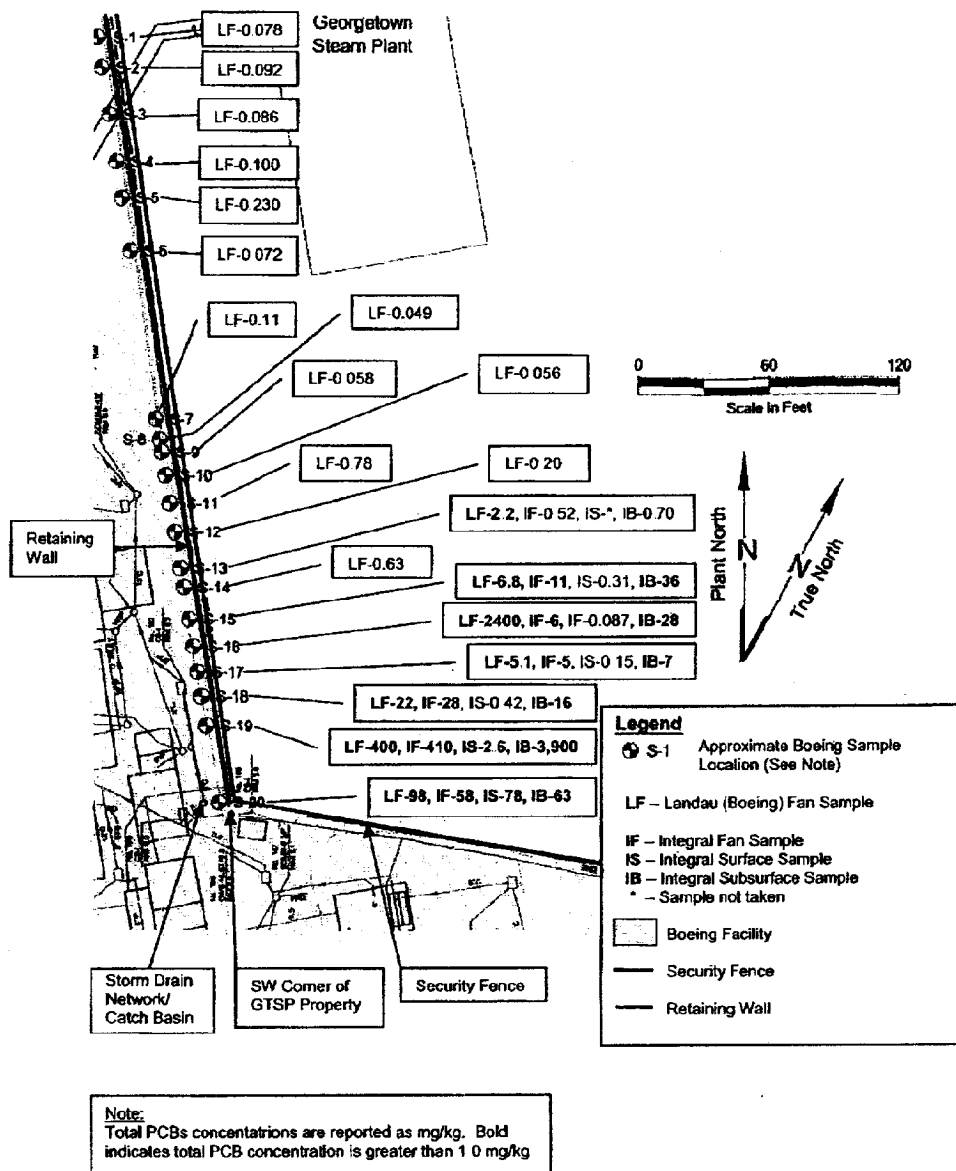 Georgetown
Steam Plant
S-1
LF-0.078
S-2
LF-0.092
S-3
LF-0.086
S-4
LF-0.100
S-5
LF-0.230
S-6
LF-0 072
LF-0.11
LF-0.049
LF-0 058
LF-0 056
0 60 120
Scale in Feet
S-7
S-8
S-9
S-10
S-11
LF-0.78
LF-0 20
S-12
Retaining
Wall
LF-2.2, IF-0 52, IS-*, IB-0.70
S-13
LF-0.63
S-14
LF-6.8, IF-11, IS-0.31, IB-36
S-15
LF-2400, IF-6, IF-0.087, IB-28
S-16
LF-5.1, IF-5, IS-0 15, IB-7
S-17
LF-22, IF-28, IS-0 42, IB-16
S-18
LF-400, IF-410, IS-2.6, IB-3,900
S-19
LF-98, IF-58, IS-78, IB-63
S-20
Plant North
N
True North
N
Legend
S-1 Approximate Boeing Sample
Location (See Note)
LF – Landau (Boeing) Fan Sample
IF – Integral Fan Sample
IS – Integral Surface Sample
IB – Integral Subsurface Sample
* – Sample not taken
Boeing Facility
Security Fence
Retaining Wall
Storm Drain
Network/
Catch Basin
SW Corner of
GTSP Property
Security Fence
Note:
Total PCBs concentatrions are reported as mg/kg. Bold
indicates total PCB concentration is greater than 1 0 mg/kg